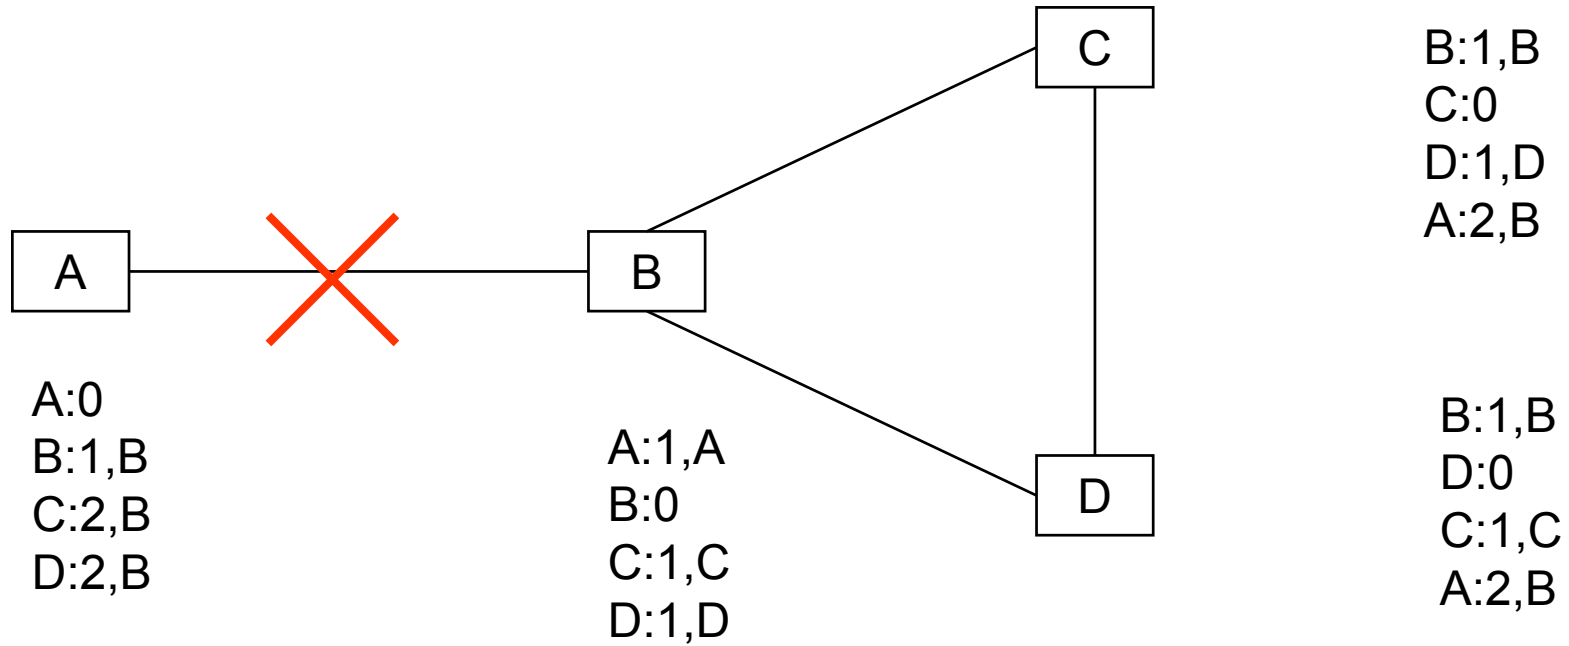 C
A
B
D
A:0
B:1,B
C:2,B
D:2,B
A:1,A
B:0
C:1,C
D:1,D
B:1,B
C:0
D:1,D
A:2,B
B:1,B
D:0
C:1,C
A:2,B